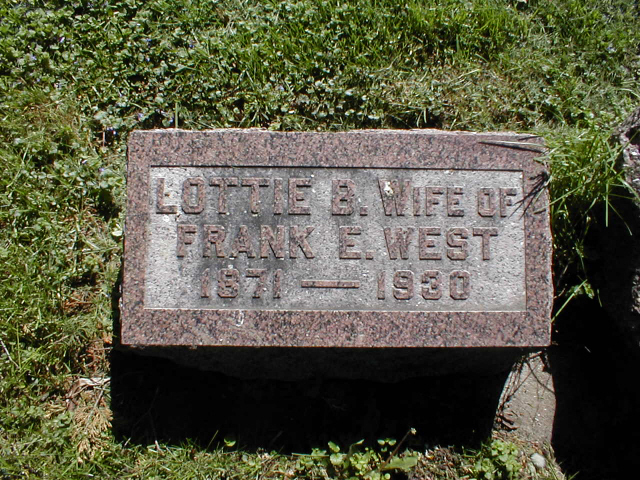 LOTTIE B. WIFE OF
FRANK E. WEST
1871 — 1930